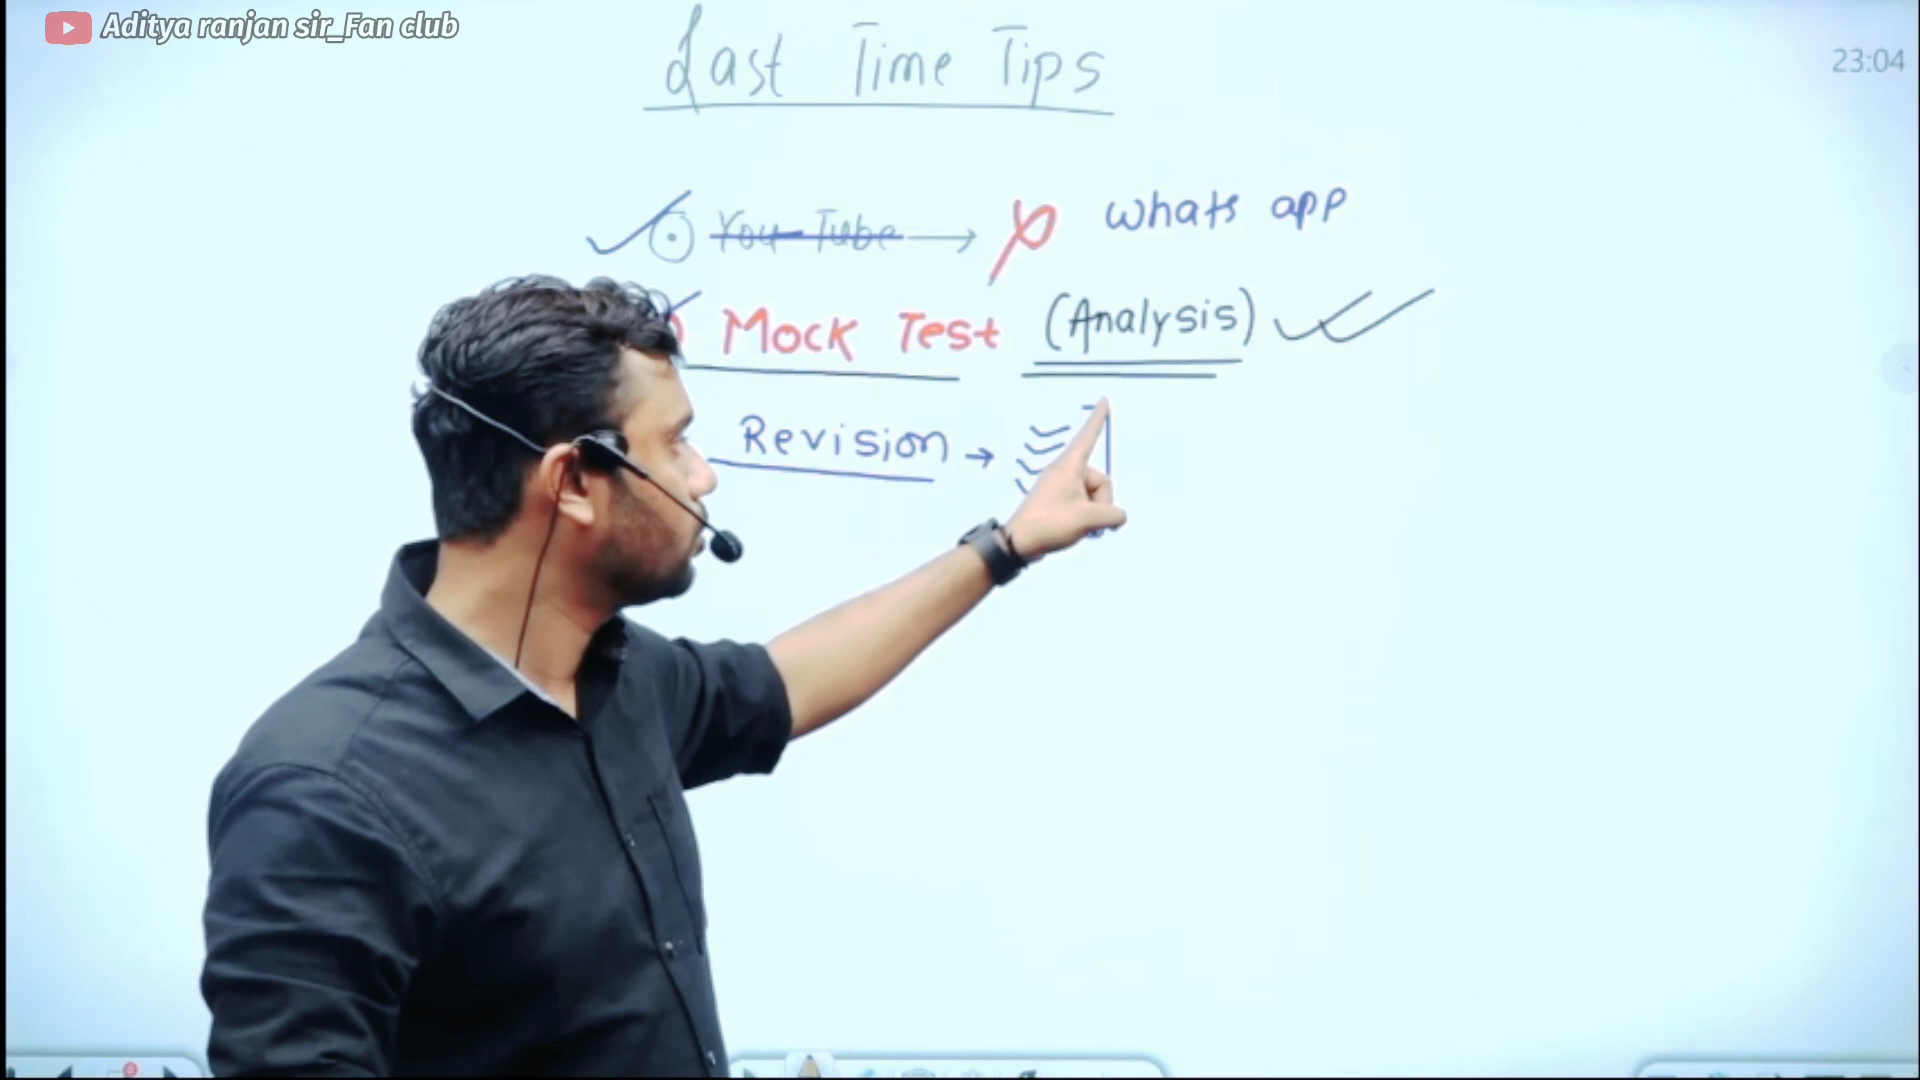 Aditya ranjan sir_Fan club
Last Time Tips
23:04
You Tube → whats app
Mock Test (Analysis)
Revision →